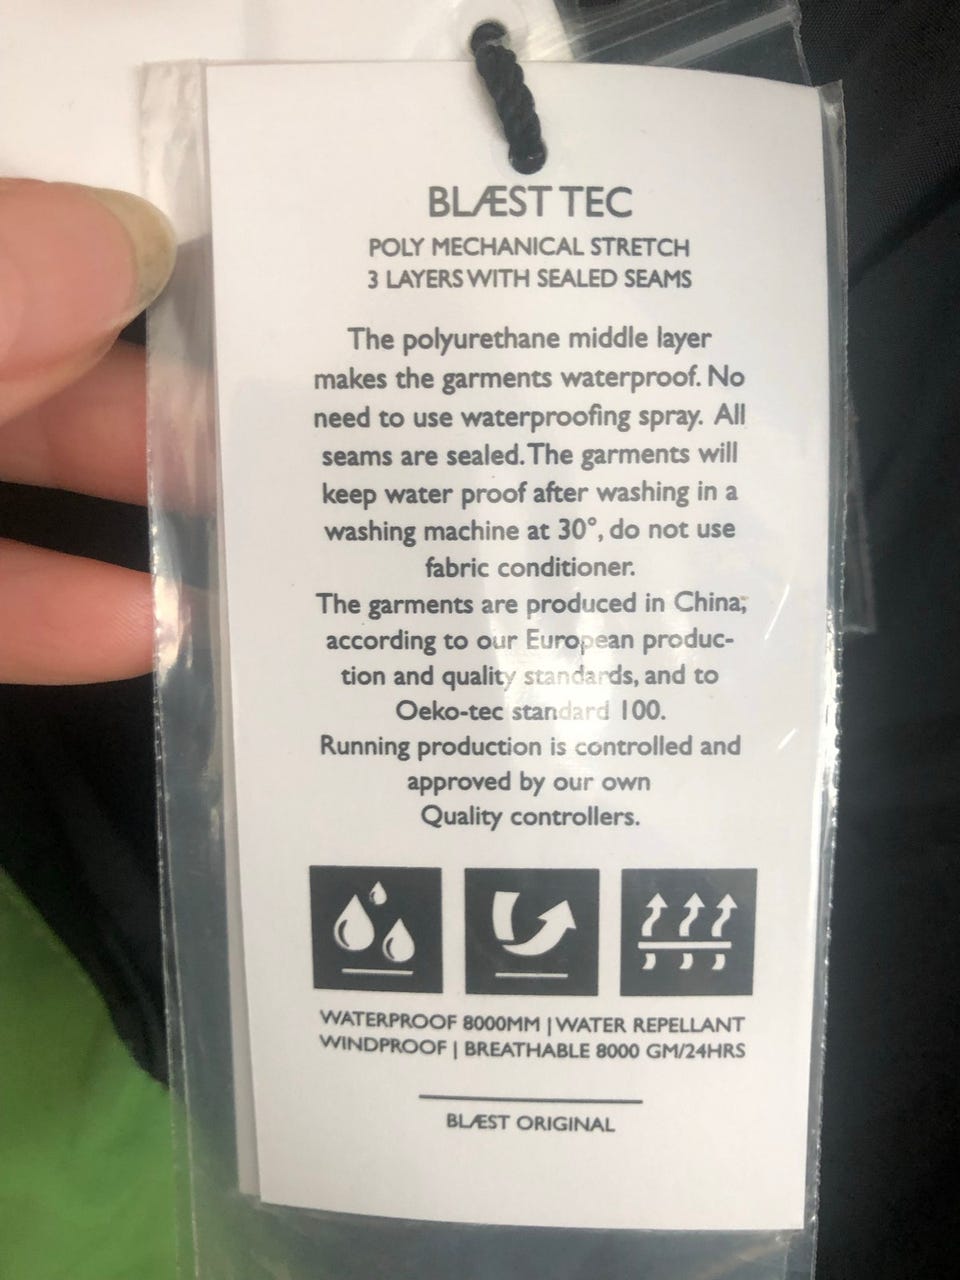 BLÆST TEC
POLY MECHANICAL STRETCH
3 LAYERS WITH SEALED SEAMS
The polyurethane middle layer
makes the garments waterproof. No
need to use waterproofing spray. All
seams are sealed. The garments will
keep water proof after washing in a
washing machine at 30°, do not use
fabric conditioner.
The garments are produced in China,
according to our European produc-
tion and quality standards, and to
Oeko-tec standard 100.
Running production is controlled and
approved by our own
Quality controllers.
WATERPROOF 8000MM | WATER REPELLANT
WINDPROOF | BREATHABLE 8000 GM/24HRS
BLÆST ORIGINAL